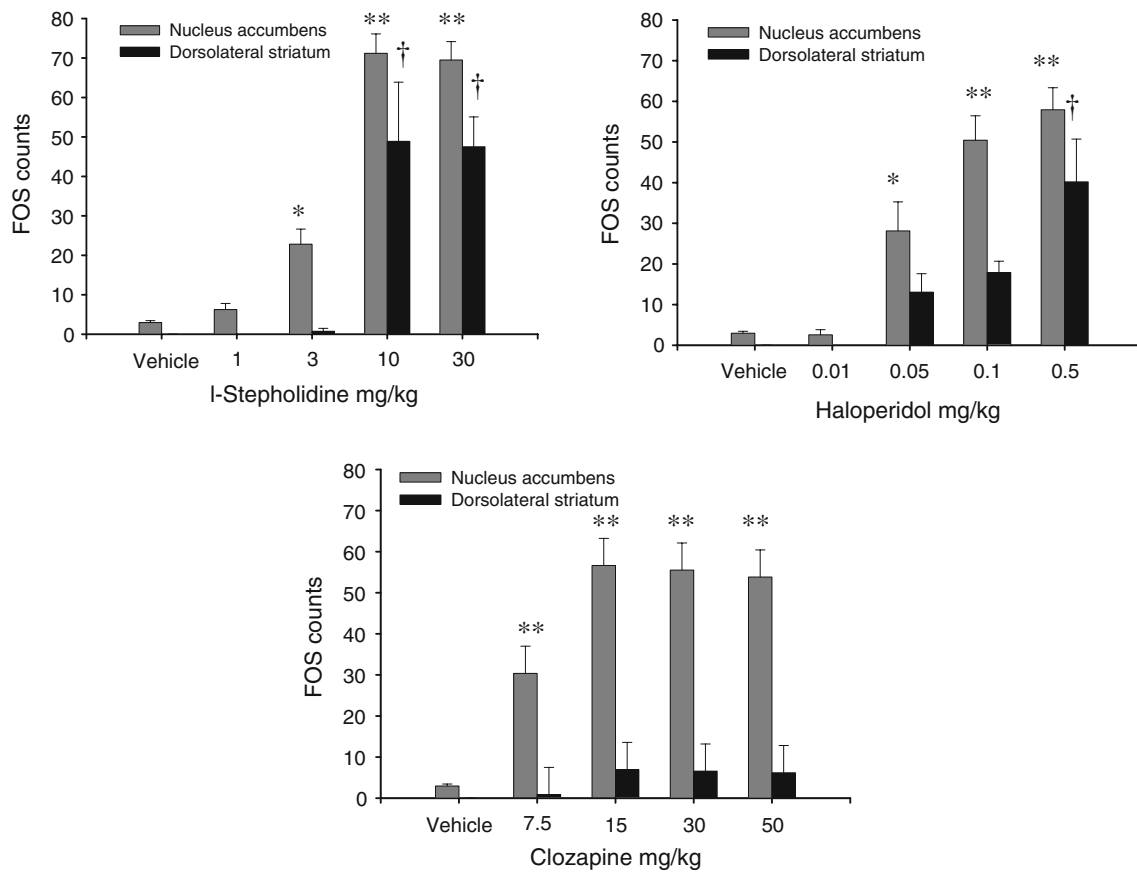 Nucleus accumbens
Dorsolateral striatum
FOS counts
80
70
60
50
40
30
20
10
0
*
**
†
**
†
Vehicle 1 3 10 30
l-Stepholidine mg/kg
Nucleus accumbens
Dorsolateral striatum
FOS counts
80
70
60
50
40
30
20
10
0
*
**
**
†
Vehicle 0.01 0.05 0.1 0.5
Haloperidol mg/kg
Nucleus accumbens
Dorsolateral striatum
FOS counts
80
70
60
50
40
30
20
10
0
**
**
**
**
Vehicle 7.5 15 30 50
Clozapine mg/kg